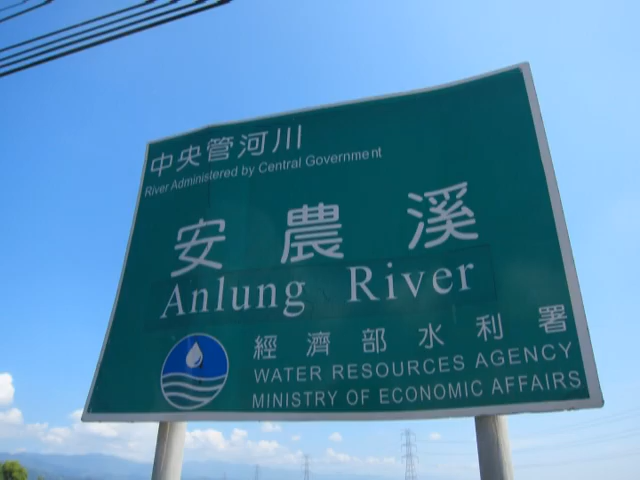 中央管河川
River Administered by Central Government
安農溪
Anlung River
經濟部水利署
WATER RESOURCES AGENCY
MINISTRY OF ECONOMIC AFFAIRS